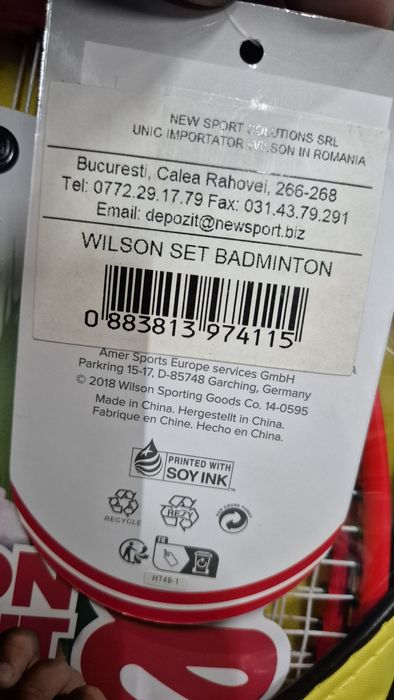 NEW SPORT SOLUTIONS SRL
UNIC IMPORTATOR WILSON IN ROMANIA
Bucuresti, Calea Rahovei, 266-268
Tel: 0772.29.17.79 Fax: 031.43.79.291
Email: depozit@newsport.biz
WILSON SET BADMINTON
0 883813 974115
Amer Sports Europe services GmbH
Parkring 15-17, D-85748 Garching, Germany
© 2018 Wilson Sporting Goods Co. 14-0595
Made in China. Hergestellt in China.
Fabrique en Chine. Hecho en China.
PRINTED WITH
SOY INK
RECYCLE
RESY
FR
HT49-1